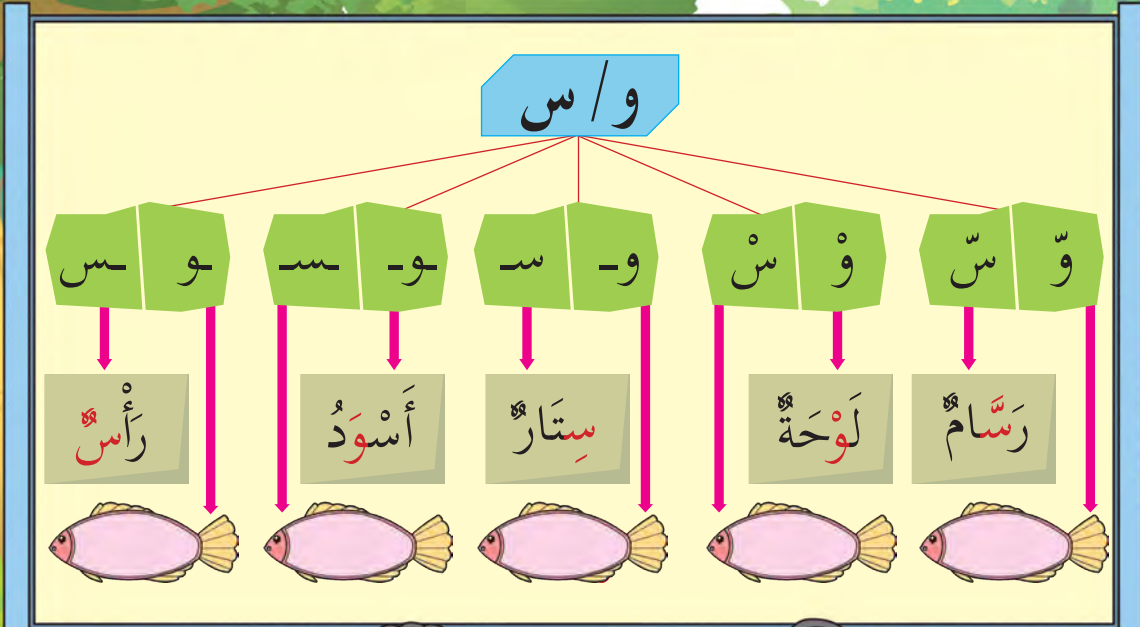 و / س
وّ سّ
وْ سْ
وـ سـ
ـوـ ـسـ
ـو ـس
رَسَّامٌ
لَوْحَةٌ
سِتَارٌ
أَسْوَدُ
رَأْسٌ